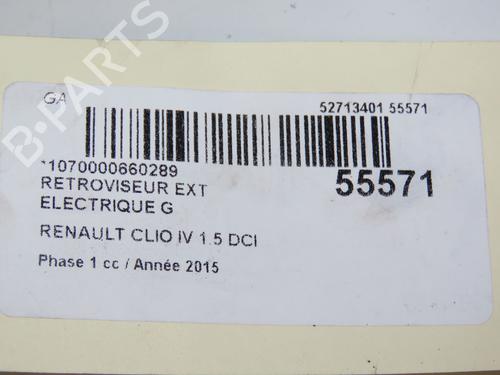 GA
52713401 55571
*1070000660289
55571
RETROVISEUR EXT
ELECTRIQUE G
RENAULT CLIO IV 1.5 DCI
Phase 1 cc / Année 2015
B-PARTS